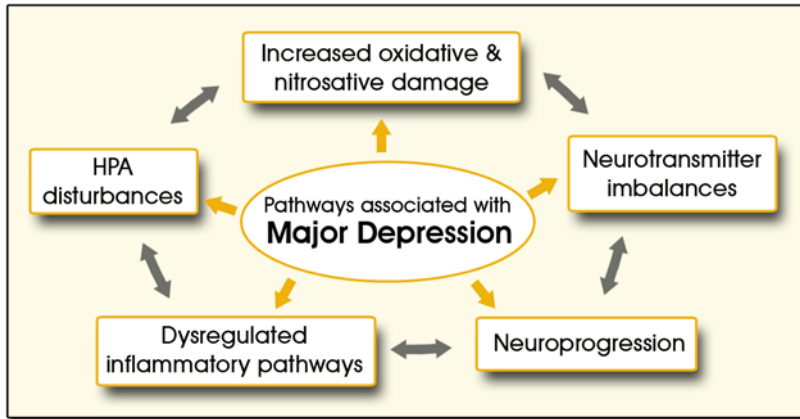 Increased oxidative &
nitrosative damage
HPA
disturbances
Neurotransmitter
imbalances
Pathways associated with
Major Depression
Dysregulated
inflammatory pathways
Neuroprogression